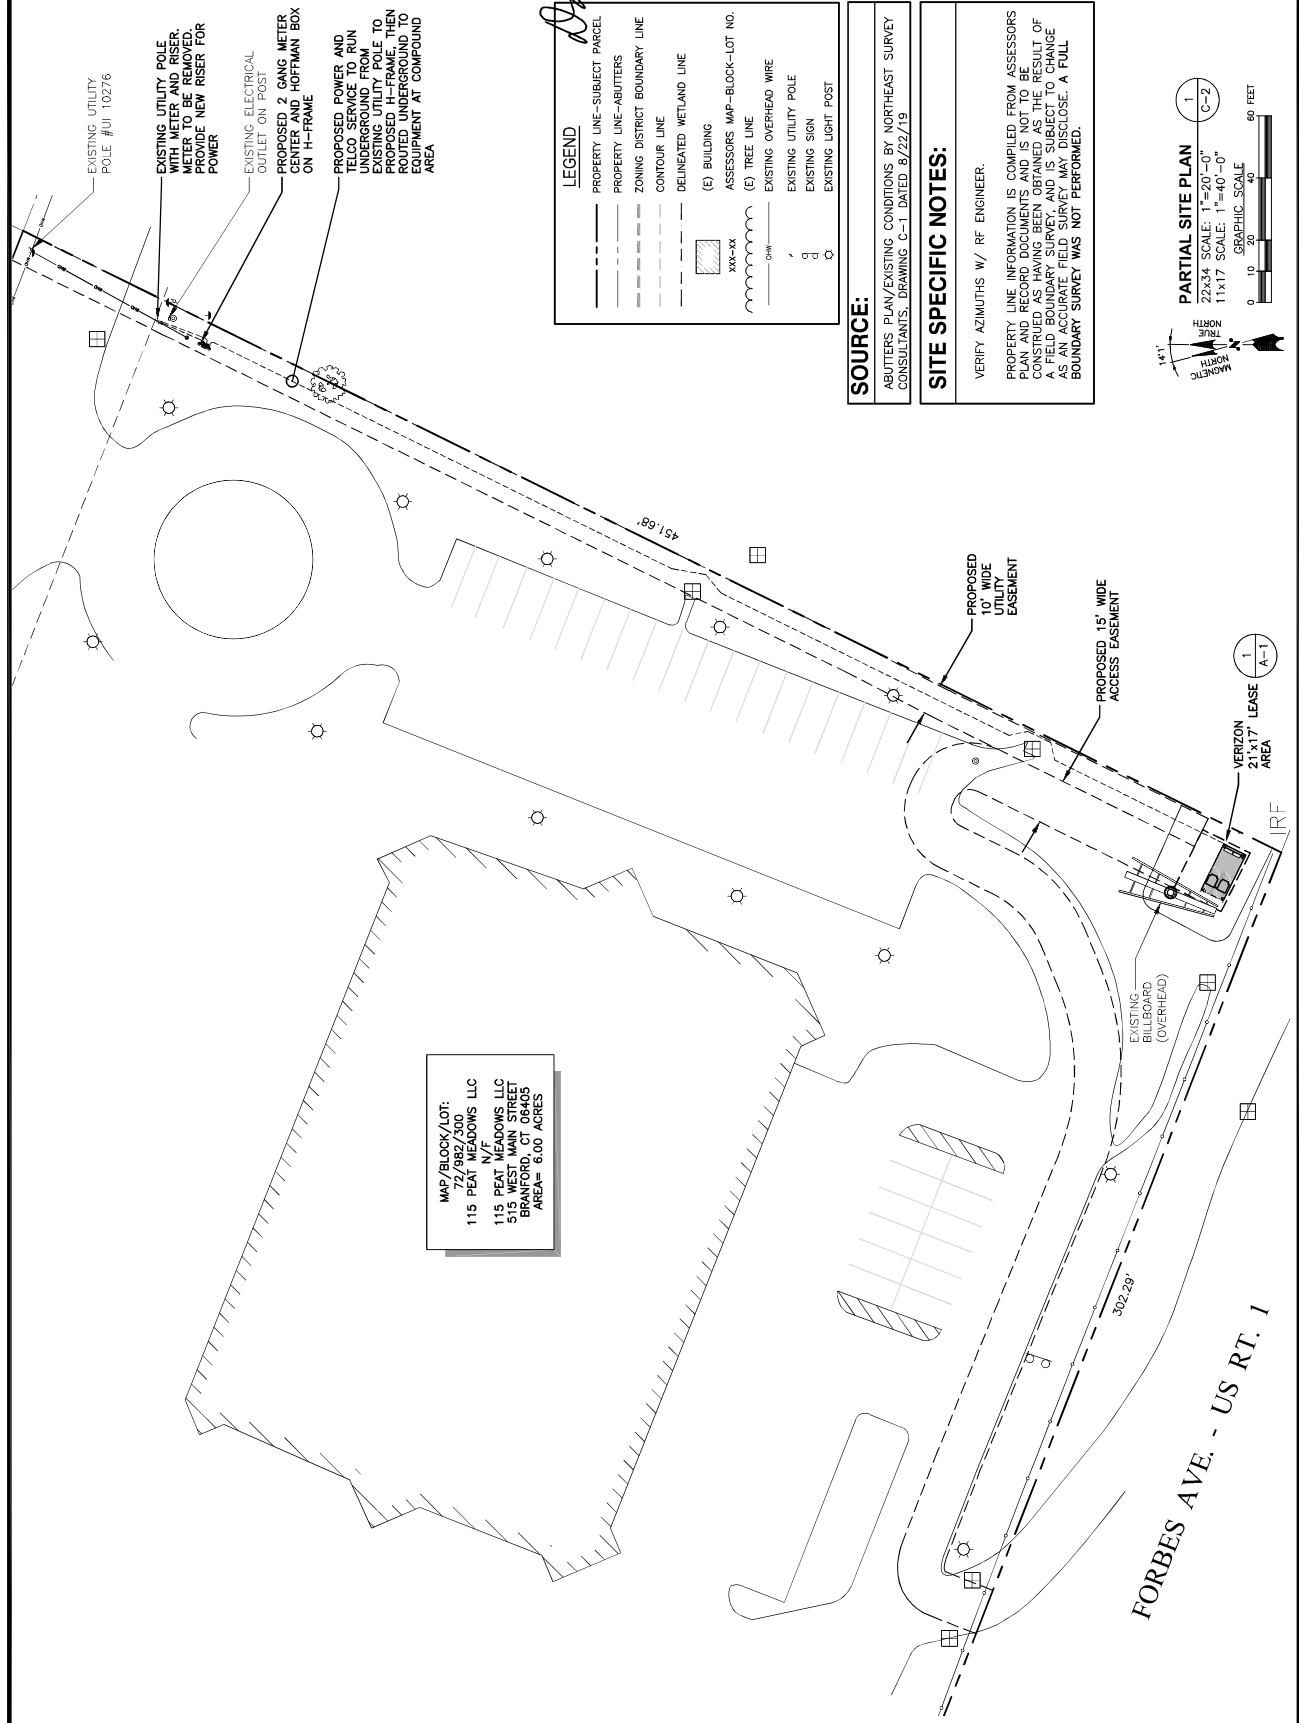 EXISTING UTILITY
POLE #UI 10276
EXISTING UTILITY POLE
WITH METER AND RISER.
METER TO BE REMOVED.
PROVIDE NEW RISER FOR
POWER
EXISTING ELECTRICAL
OUTLET ON POST
PROPOSED 2 GANG METER
CENTER AND HOFFMAN BOX
ON H-FRAME
PROPOSED POWER AND
TELCO SERVICE TO RUN
UNDERGROUND FROM
EXISTING UTILITY POLE TO
PROPOSED H-FRAME, THEN
ROUTED UNDERGROUND TO
EQUIPMENT AT COMPOUND
AREA
LEGEND
PROPERTY LINE-SUBJECT PARCEL
PROPERTY LINE-ABUTTERS
ZONING DISTRICT BOUNDARY LINE
CONTOUR LINE
DELINEATED WETLAND LINE
(E) BUILDING
XXX-XX ASSESSORS MAP-BLOCK-LOT NO.
(E) TREE LINE
OHW EXISTING OVERHEAD WIRE
EXISTING UTILITY POLE
EXISTING SIGN
EXISTING LIGHT POST
SOURCE:
ABUTTERS PLAN/EXISTING CONDITIONS BY NORTHEAST SURVEY
CONSULTANTS, DRAWING C-1 DATED 8/22/19
SITE SPECIFIC NOTES:
VERIFY AZIMUTHS W/ RF ENGINEER.
PROPERTY LINE INFORMATION IS COMPILED FROM ASSESSORS
PLAN AND RECORD DOCUMENTS AND IS NOT TO BE
CONSTRUED AS HAVING BEEN OBTAINED AS THE RESULT OF
A FIELD BOUNDARY SURVEY, AND IS SUBJECT TO CHANGE
AS AN ACCURATE FIELD SURVEY MAY DISCLOSE. A FULL
BOUNDARY SURVEY WAS NOT PERFORMED.
14°1'
MAGNETIC
NORTH
TRUE
NORTH
N
PARTIAL SITE PLAN
22x34 SCALE: 1"=20'-0"
11x17 SCALE: 1"=40'-0"
GRAPHIC SCALE
0 10 20 40 60 FEET
1
C-2
451.68'
PROPOSED
10' WIDE
UTILITY
EASEMENT
PROPOSED 15' WIDE
ACCESS EASEMENT
VERIZON
21'x17' LEASE
AREA
1
A-1
IRF
B
EXISTING
BILLBOARD
(OVERHEAD)
MAP/BLOCK/LOT:
72/982/300
115 PEAT MEADOWS LLC
N/F
115 PEAT MEADOWS LLC
515 WEST MAIN STREET
BRANFORD, CT 06405
AREA= 6.00 ACRES
302.29'
FORBES AVE. - US RT. 1